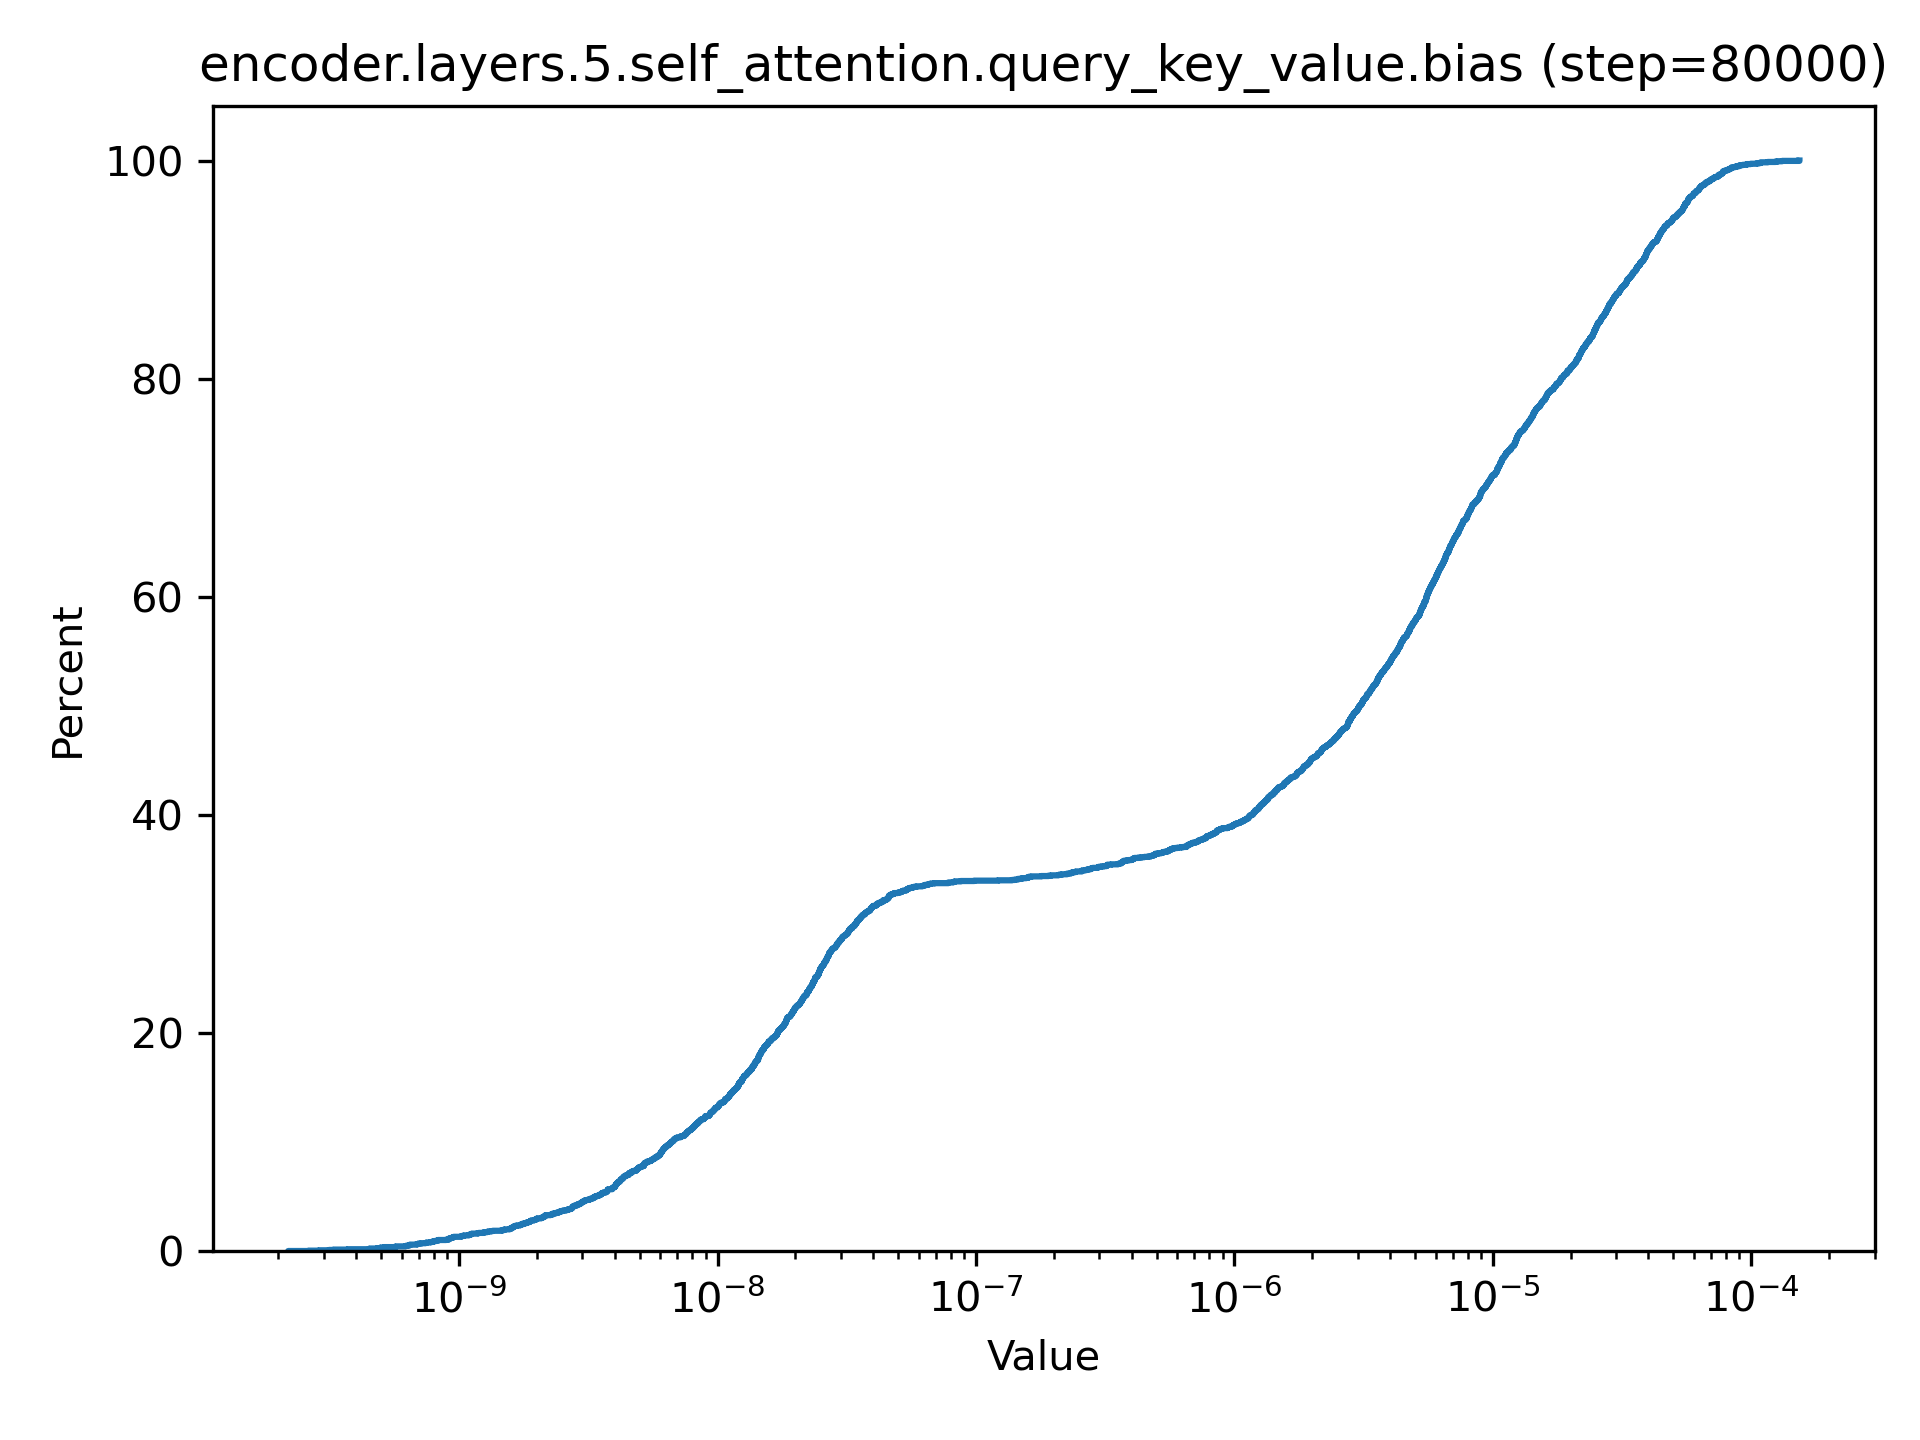 encoder.layers.5.self_attention.query_key_value.bias (step=80000)
100
80
60
40
20
0
Percent
10⁻⁹ 10⁻⁸ 10⁻⁷ 10⁻⁶ 10⁻⁵ 10⁻⁴
Value